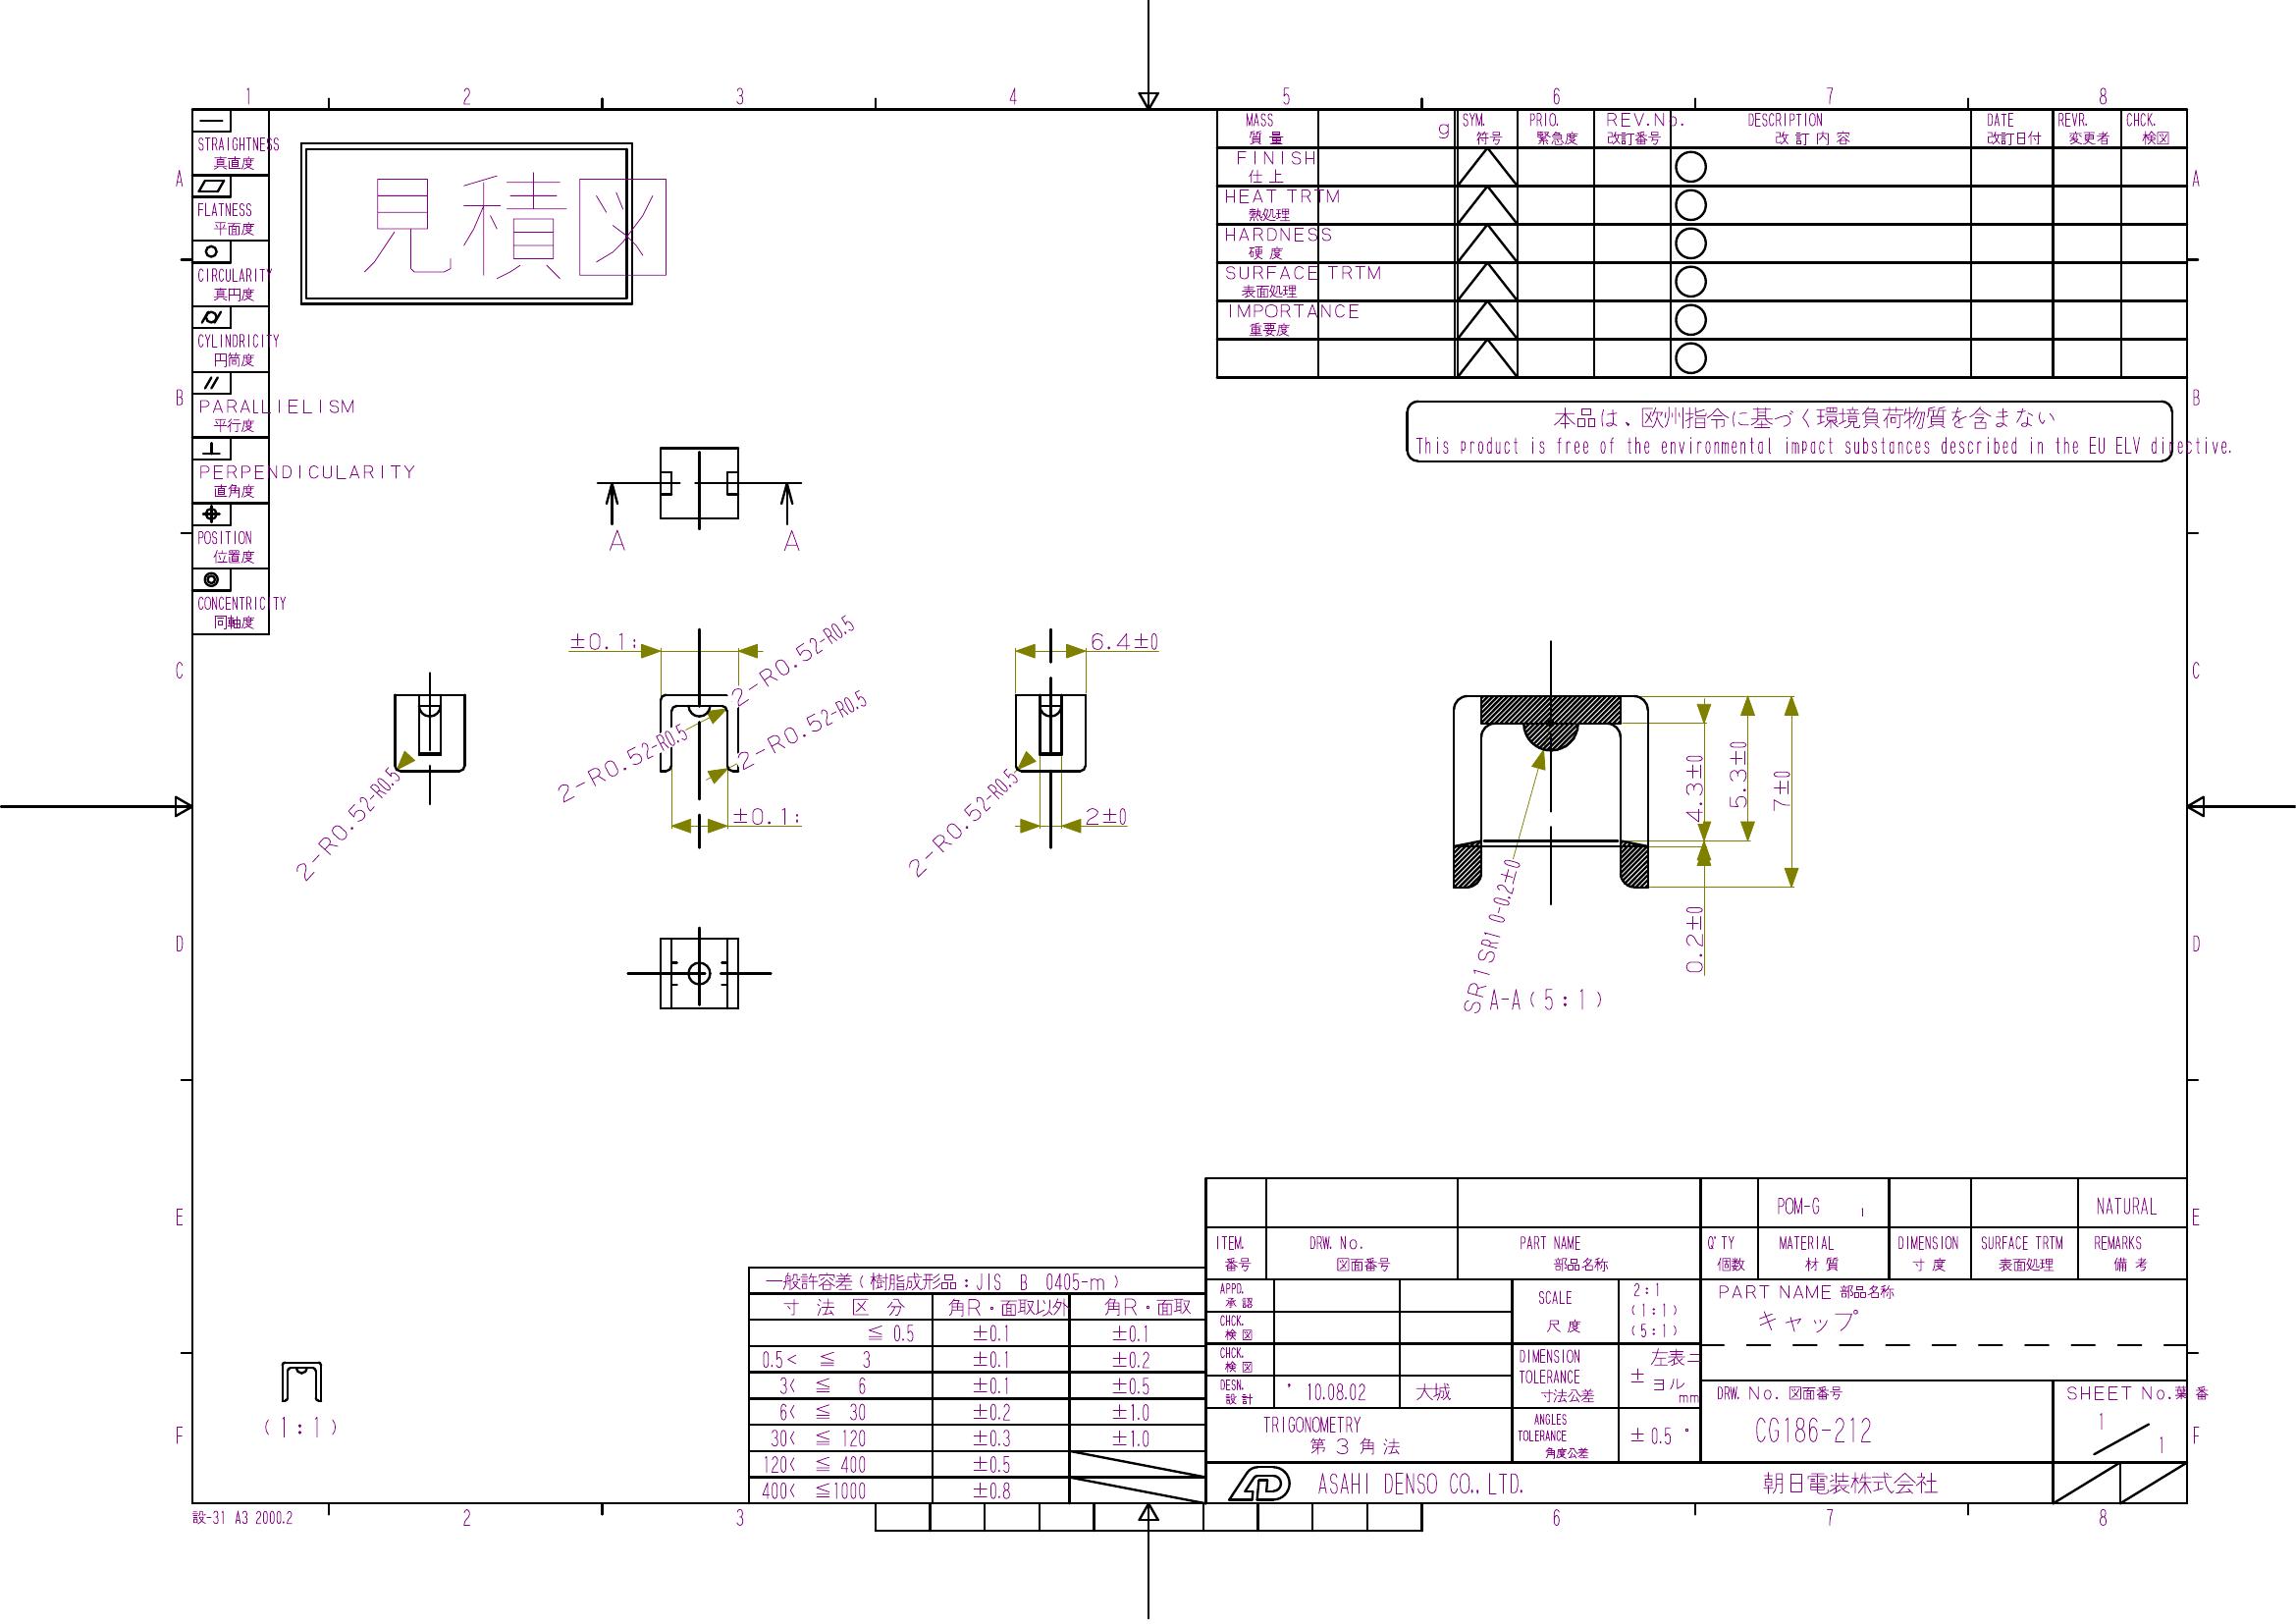 1 2 3 4 5 6 7 8
A B C D E F
A B C D E F
STRAIGHTNESS
真直度
FLATNESS
平面度
CIRCULARITY
真円度
CYLINDRICITY
円筒度
PARALLIELISM
平行度
PERPENDICULARITY
直角度
POSITION
位置度
CONCENTRICITY
同軸度
見積図
MASS
質量
g
FINISH
仕上
HEAT TRTM
熱処理
HARDNESS
硬度
SURFACE TRTM
表面処理
IMPORTANCE
重要度
SYM. PRIO. REV.No. DESCRIPTION DATE REVR. CHCK.
符号 緊急度 改訂番号 改訂内容 改訂日付 変更者 検図
本品は、欧州指令に基づく環境負荷物質を含まない
This product is free of the environmental impact substances described in the EU ELV directive.
A A
±0.1:
2-R0.52-R0.5
2-R0.52-R0.5
2-R0.52-R0.5
±0.1:
2-R0.52-R0.5
6.4±0
2-R0.52-R0.5
2±0
4.3±0
5.3±0
7±0
0.2±0
SR1SR1 0-0.2±0
A-A(5:1)
(1:1)
一般許容差(樹脂成形品:JIS B 0405-m)
寸法区分 角R・面取以外 角R・面取
≦ 0.5 ±0.1 ±0.1
0.5< ≦ 3 ±0.1 ±0.2
3< ≦ 6 ±0.1 ±0.5
6< ≦ 30 ±0.2 ±1.0
30< ≦ 120 ±0.3 ±1.0
120< ≦ 400 ±0.5
400< ≦1000 ±0.8
POM-G NATURAL
ITEM. DRW. No. PART NAME Q'TY MATERIAL DIMENSION SURFACE TRTM REMARKS
番号 図面番号 部品名称 個数 材質 寸度 表面処理 備考
APPD.
承認
CHCK.
検図
CHCK.
検図
DESN.
設計
' 10.08.02 大城
SCALE
尺度
2:1
(1:1)
(5:1)
DIMENSION
TOLERANCE
寸法公差
± 左表ニ
ヨル
mm
TRIGONOMETRY
第3角法
ANGLES
TOLERANCE
角度公差
± 0.5 °
PART NAME 部品名称
キャップ
DRW. No. 図面番号
CG186-212
SHEET No.葉番
1
1
ASAHI DENSO CO.,LTD. 朝日電装株式会社
設-31 A3 2000.2
2 3 6 7 8